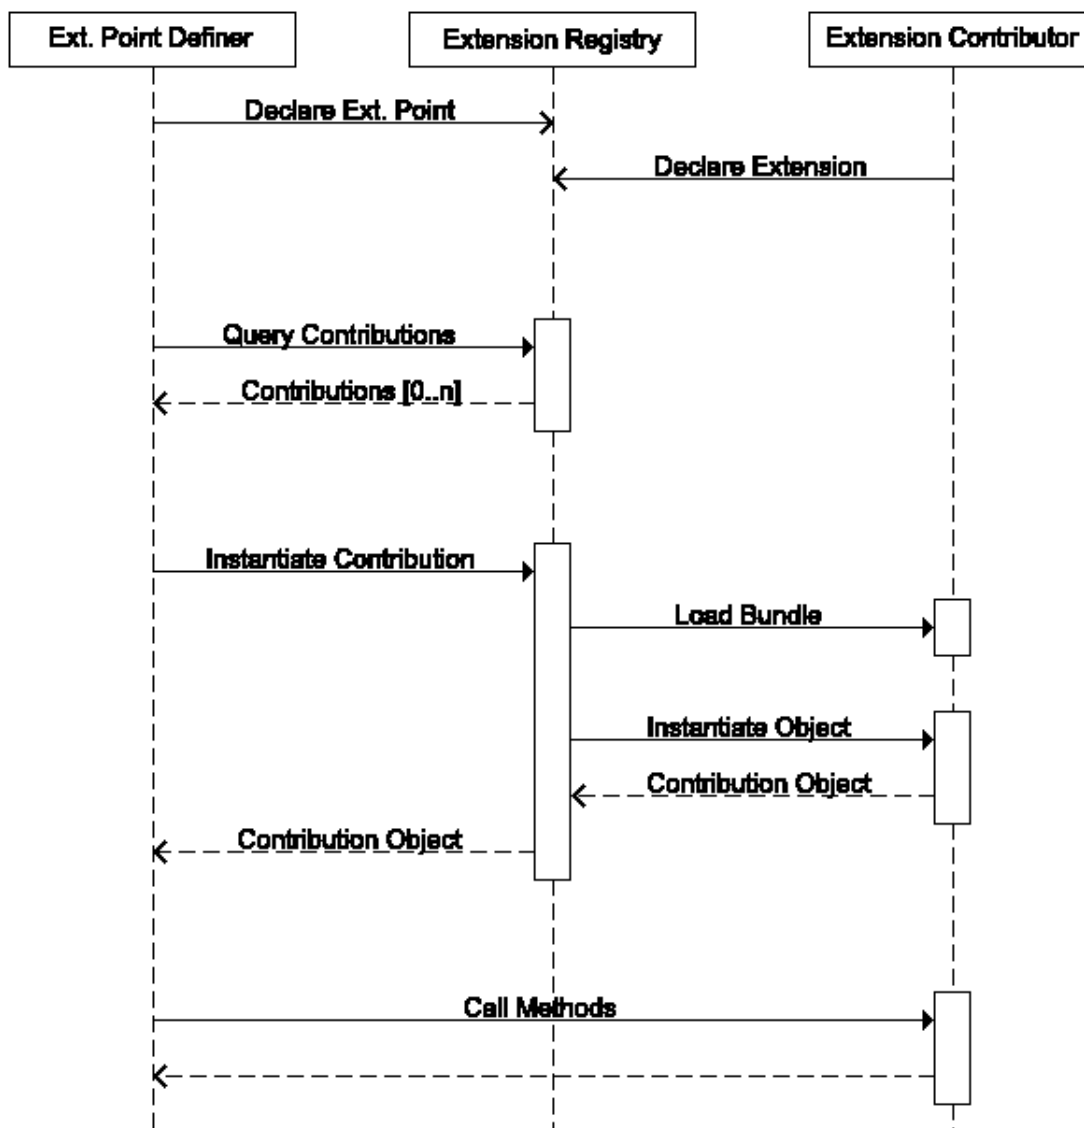 Ext. Point Definer
Extension Registry
Extension Contributor
Declare Ext. Point
Declare Extension
Query Contributions
Contributions [0..n]
Instantiate Contribution
Load Bundle
Instantiate Object
Contribution Object
Contribution Object
Call Methods